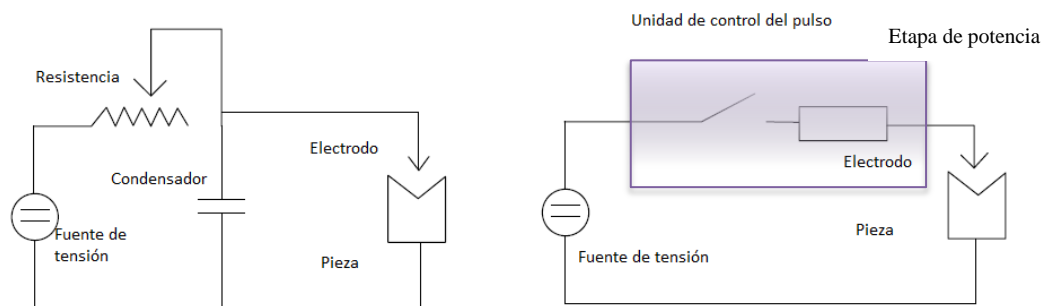 Resistencia
Electrodo
Condensador
Fuente de
tensión
Pieza
Unidad de control del pulso
Etapa de potencia
Electrodo
Pieza
Fuente de tensión